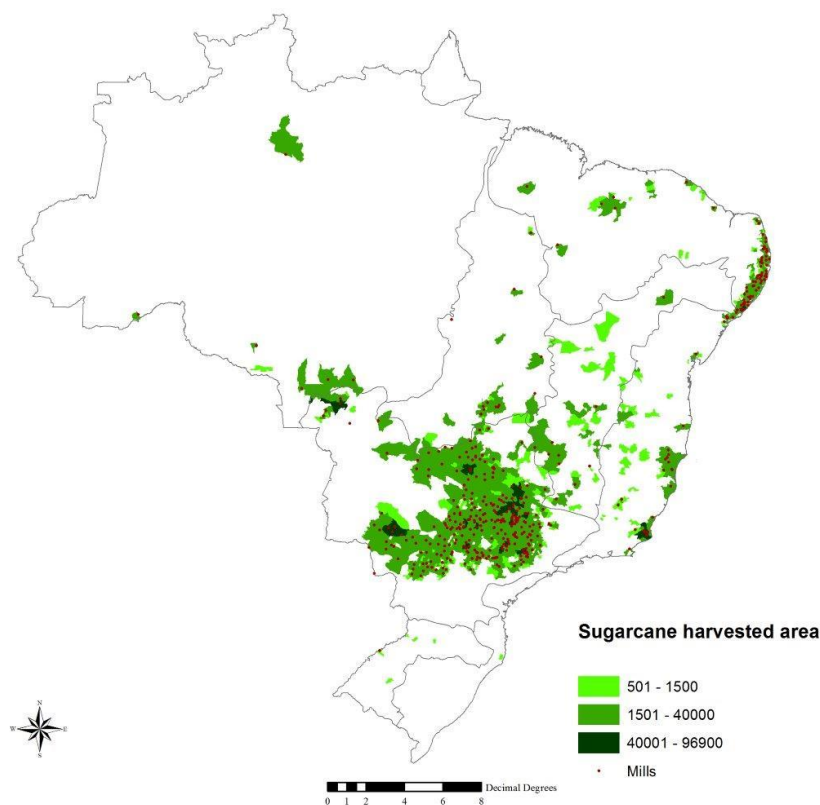 Sugarcane harvested area
501 - 1500
1501 - 40000
40001 - 96900
Mills
N
W E
S
Decimal Degrees
0 1 2 4 6 8